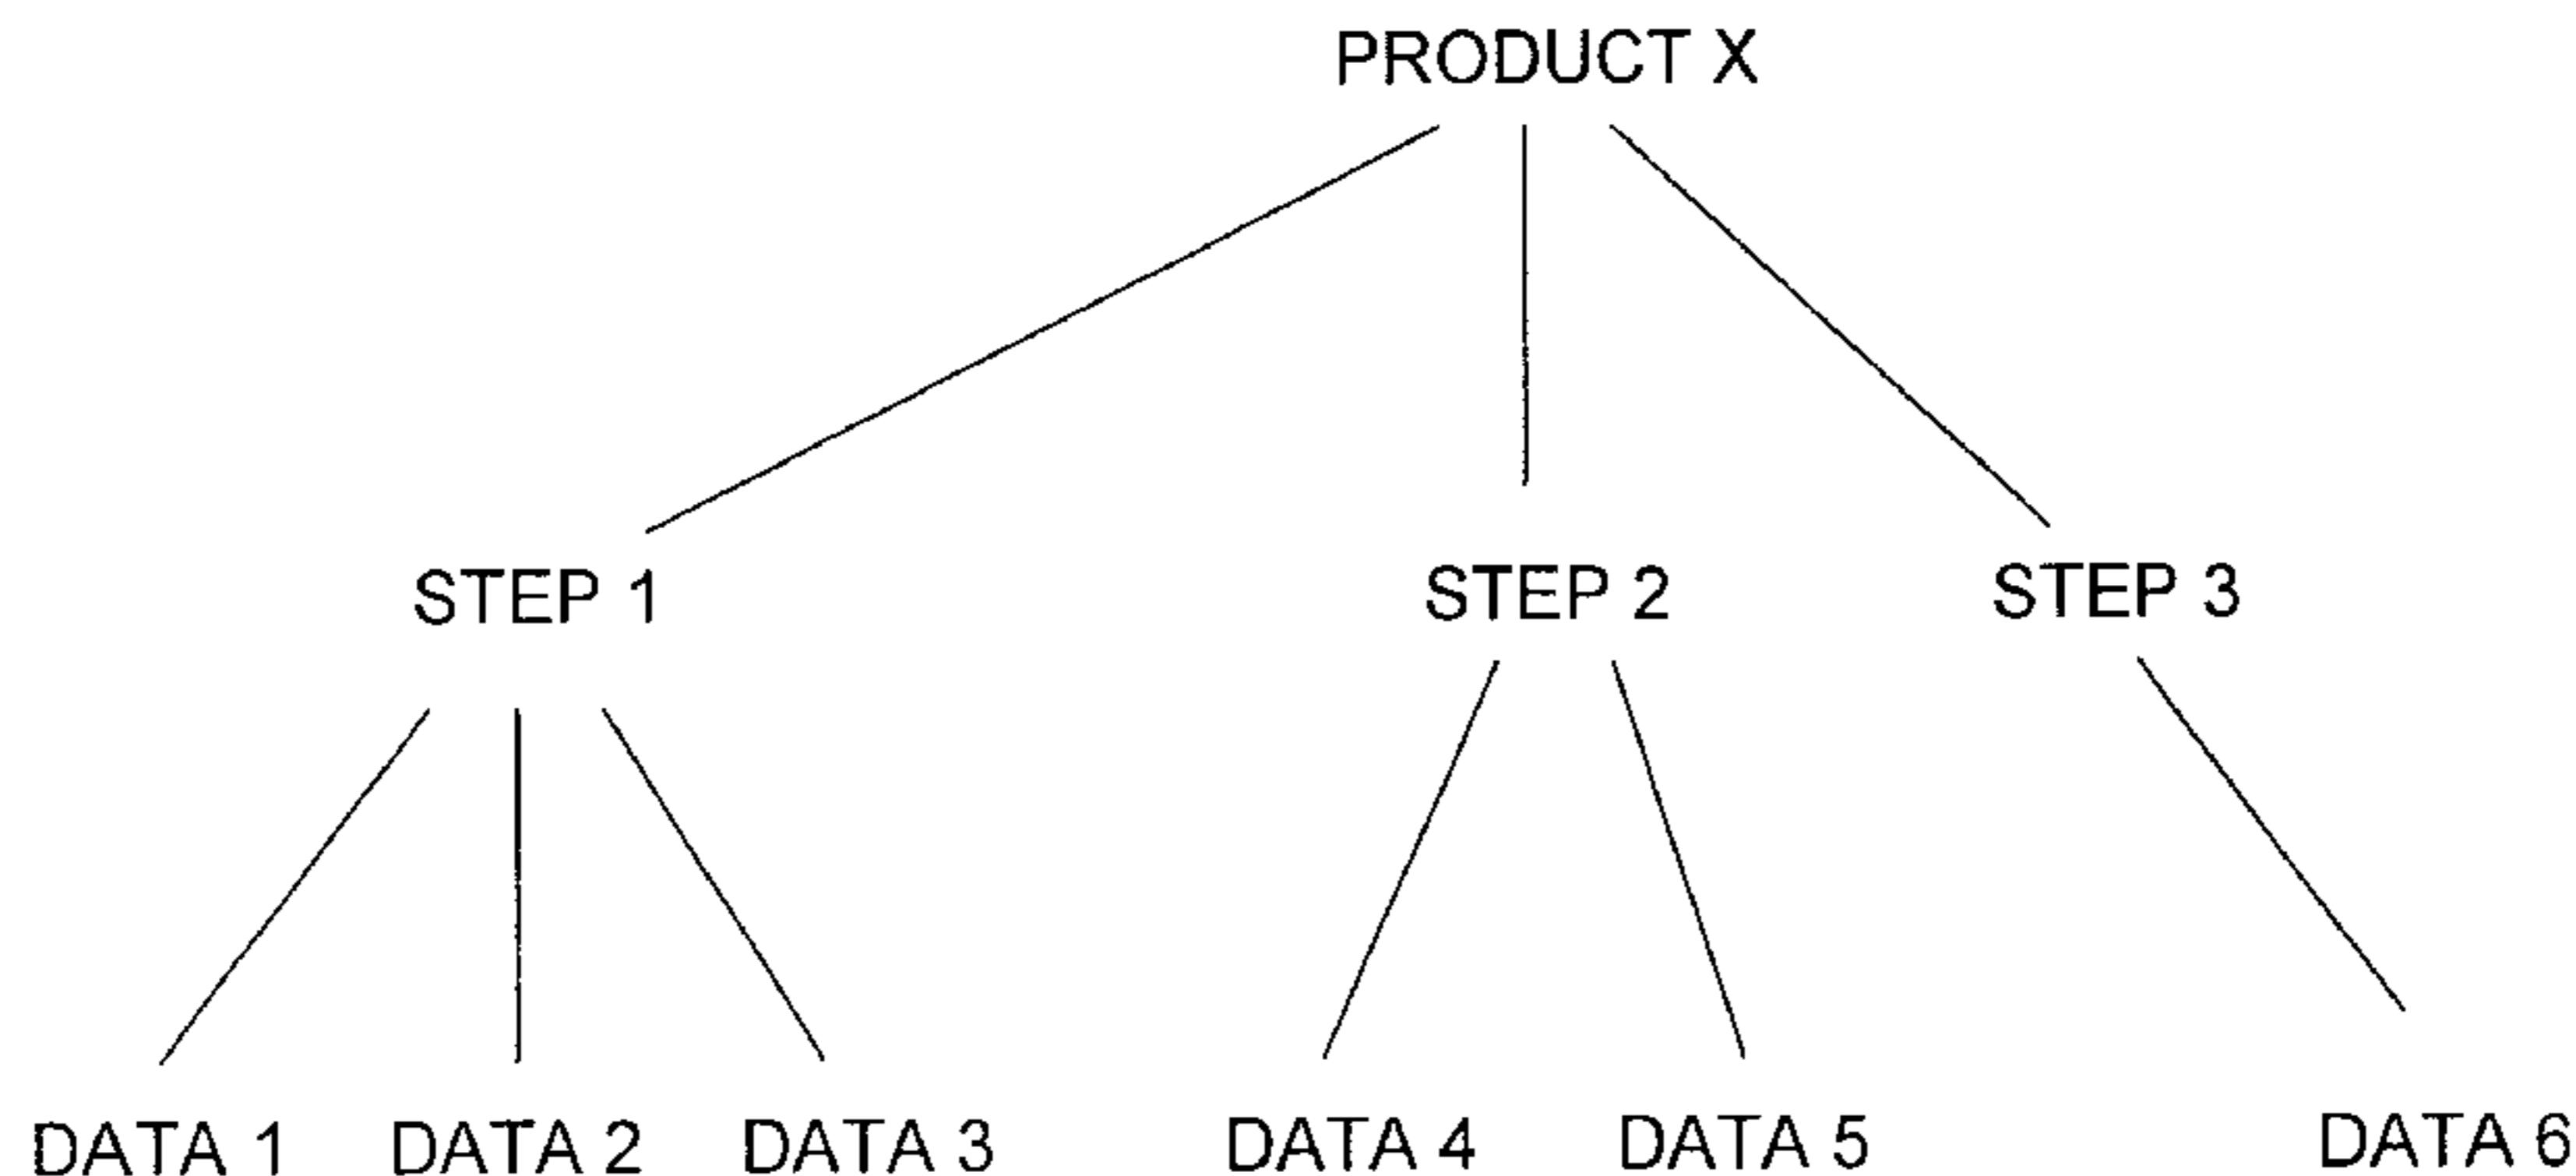 PRODUCT X
STEP 1 STEP 2 STEP 3
DATA 1 DATA 2 DATA 3 DATA 4 DATA 5 DATA 6